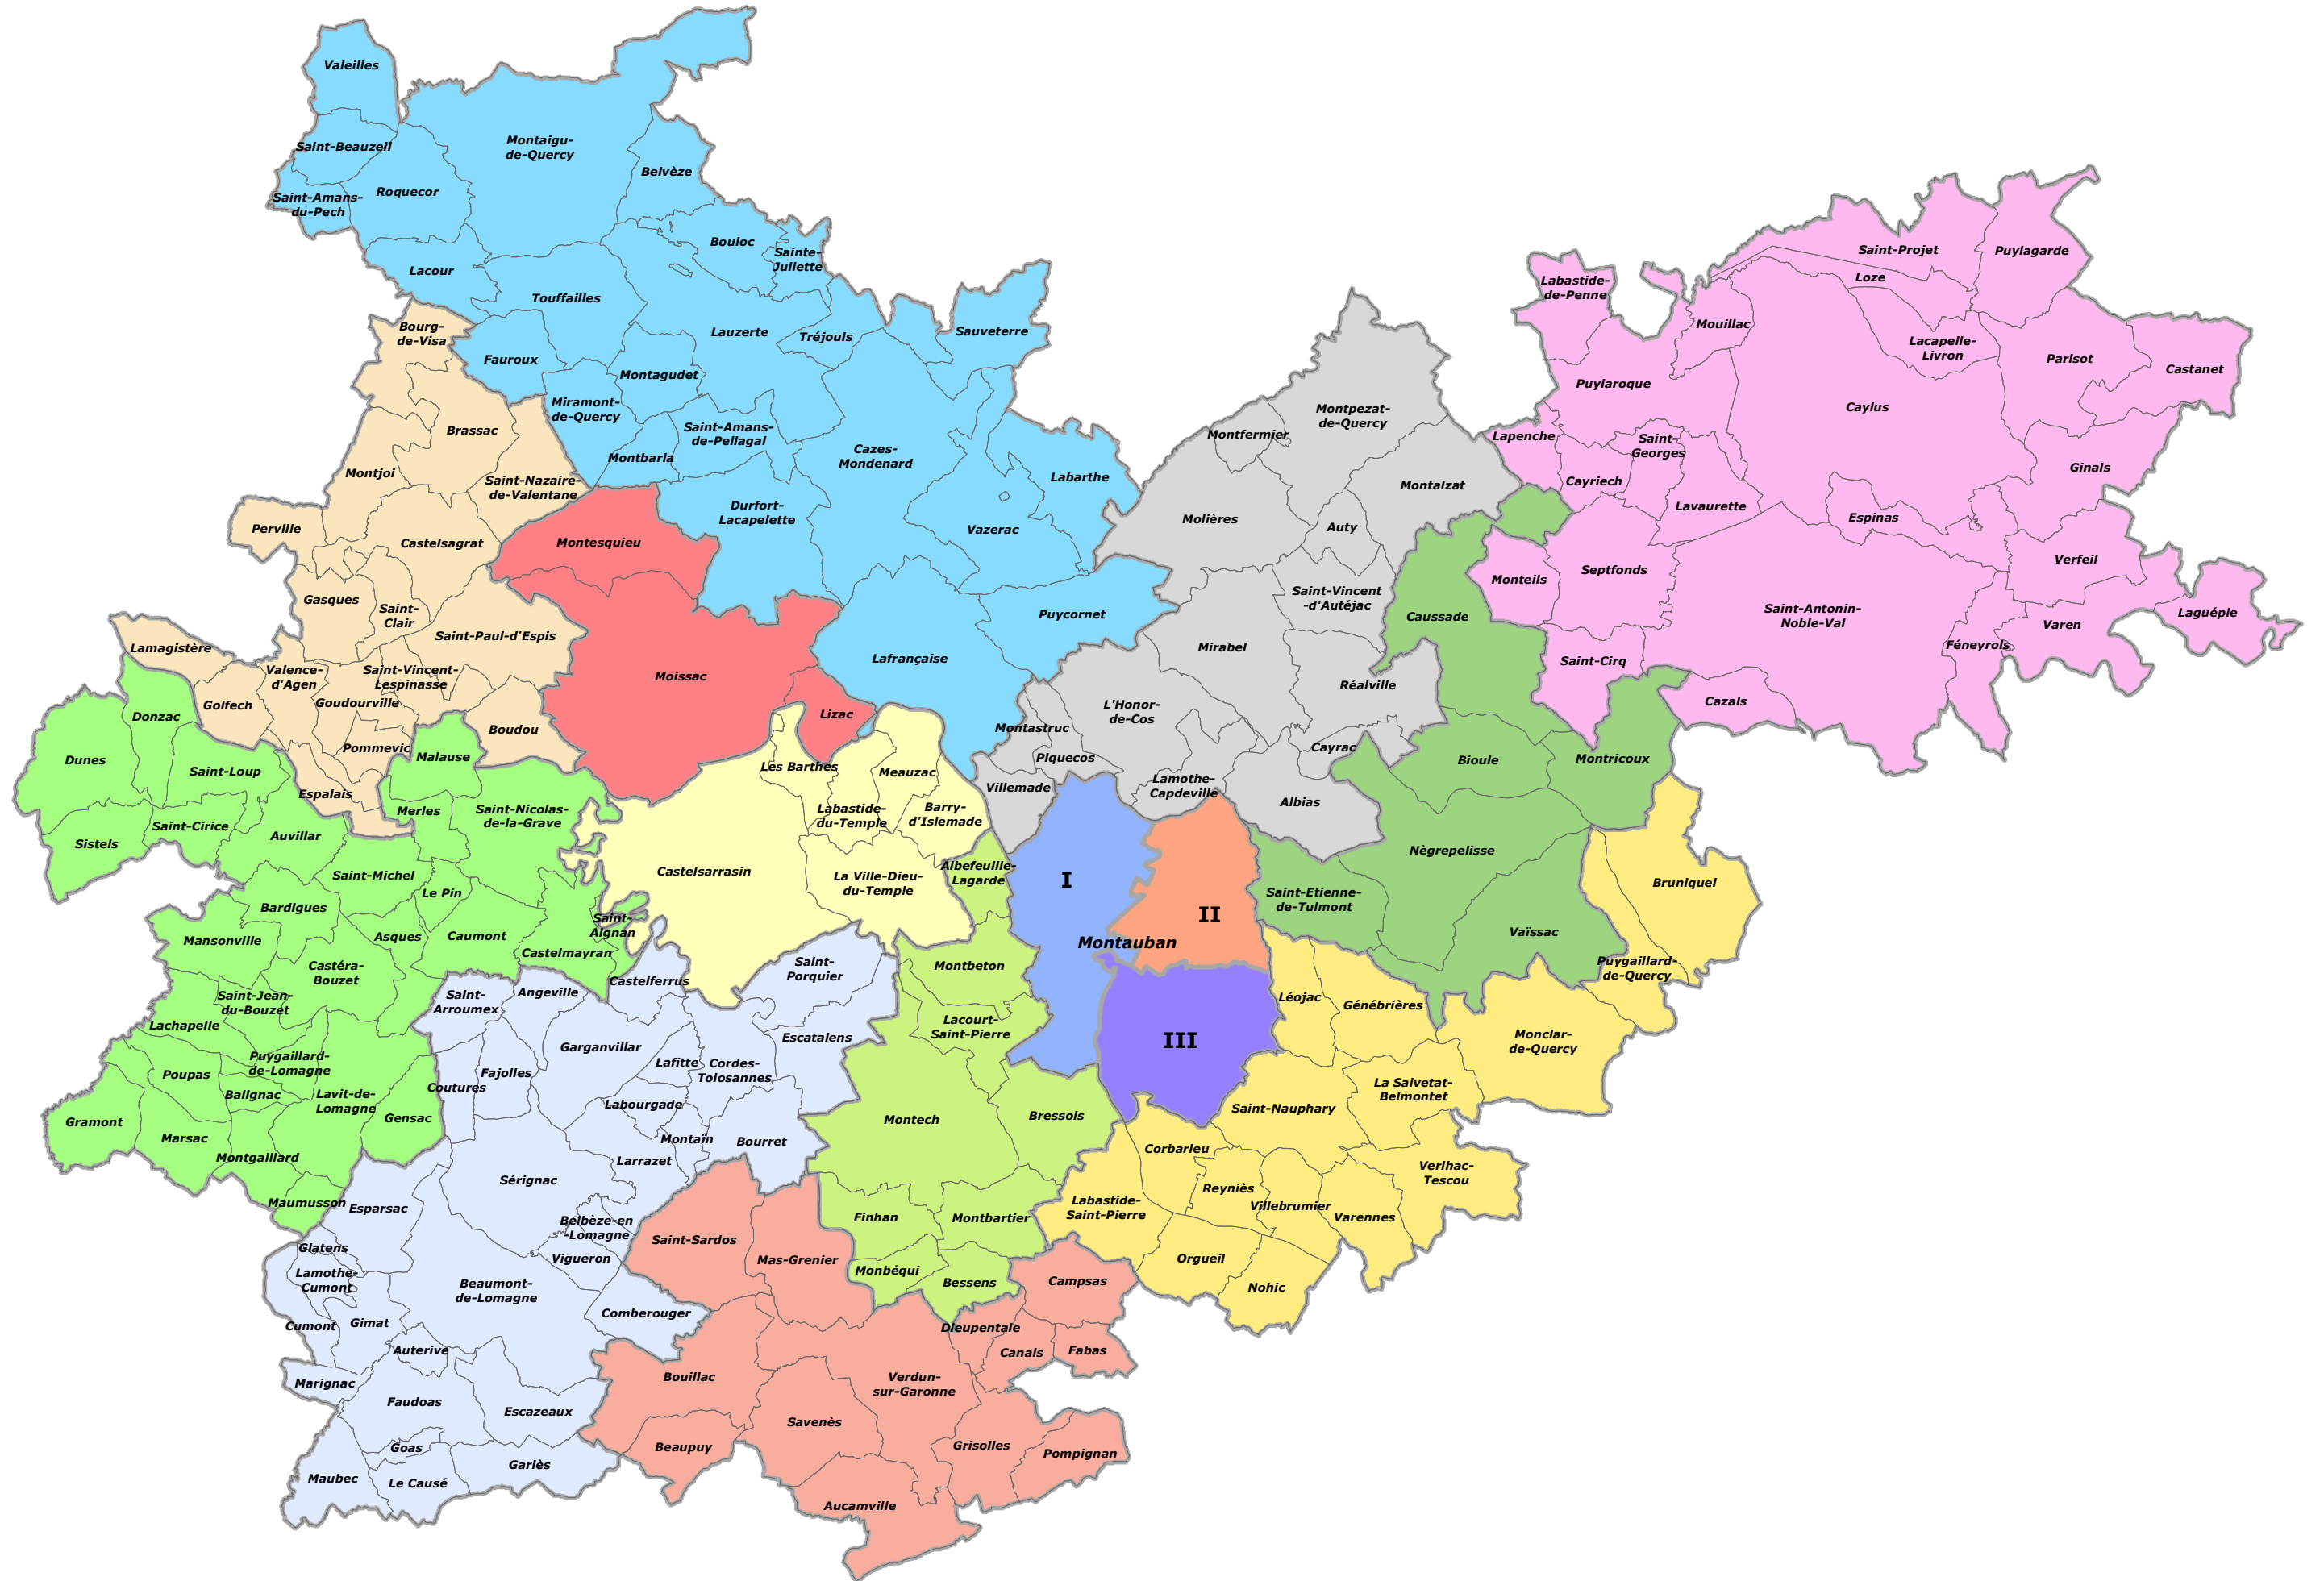 Valeilles
Saint-Beauzeil
Saint-Amans-
du-Pech
Roquecor
Montaigu-
de-Quercy
Belvèze
Lacour
Bouloc
Sainte-
Juliette
Touffailles
Lauzerte
Tréjouls
Sauveterre
Fauroux
Montagudet
Miramont-
de-Quercy
Saint-Amans-
de-Pellagal
Montbarla
Cazes-
Mondenard
Labarthe
Durfort-
Lacapelette
Vazerac
Lafrançaise
Puycornet
Bourg-
de-Visa
Brassac
Montjoi
Saint-Nazaire-
de-Valentane
Perville
Castelsagrat
Gasques
Saint-
Clair
Saint-Paul-d'Espis
Lamagistère
Valence-
d'Agen
Saint-Vincent-
Lespinasse
Golfech
Goudourville
Pommevic
Boudou
Espalais
Montesquieu
Moissac
Lizac
Montpezat-
de-Quercy
Montfermier
Montalzat
Molières
Auty
Saint-Vincent
-d'Autéjac
Mirabel
Réalville
L'Honor-
de-Cos
Montastruc
Piquecos
Villemade
Lamothe-
Capdeville
Cayrac
Albias
Labastide-
de-Penne
Saint-Projet
Puylagarde
Loze
Mouillac
Lacapelle-
Livron
Parisot
Castanet
Puylaroque
Caylus
Lapenche
Saint-
Georges
Cayriech
Lavaurette
Ginals
Espinas
Monteils
Septfonds
Verfeil
Saint-Antonin-
Noble-Val
Varen
Laguépie
Féneyrols
Saint-Cirq
Cazals
Caussade
Bioule
Montricoux
Nègrepelisse
Saint-Etienne-
de-Tulmont
Vaïssac
Donzac
Dunes
Saint-Loup
Malause
Sistels
Saint-Cirice
Auvillar
Merles
Saint-Nicolas-
de-la-Grave
Saint-Michel
Le Pin
Bardigues
Mansonville
Asques
Caumont
Castelmayran
Saint-
Aignan
Castéra-
Bouzet
Saint-Jean-
du-Bouzet
Lachapelle
Puygaillard-
de-Lomagne
Poupas
Balignac
Lavit-de-
Lomagne
Gensac
Gramont
Marsac
Montgaillard
Maumusson
Les Barthes
Meauzac
Labastide-
du-Temple
Barry-
d'Islemade
Castelsarrasin
La Ville-Dieu-
du-Temple
Albefeuille-
Lagarde
Montbeton
Lacourt-
Saint-Pierre
Montech
Bressols
Finhan
Montbartier
Monbéqui
Bessens
I
II
Montauban
III
Bruniquel
Puygaillard-
de-Quercy
Léojac
Génébrières
Monclar-
de-Quercy
La Salvetat-
Belmontet
Saint-Nauphary
Corbarieu
Verlhac-
Tescou
Reyniès
Villebrumier
Varennes
Labastide-
Saint-Pierre
Orgueil
Nohic
Saint-
Porquier
Castelferrus
Angeville
Saint-
Arroumex
Escatalens
Garganvillar
Lafitte
Cordes-
Tolosannes
Fajolles
Coutures
Labourgade
Montaïn
Bourret
Larrazet
Sérignac
Esparsac
Belbèze-en
-Lomagne
Vigueron
Glatens
Lamothe-
Cumont
Beaumont-
de-Lomagne
Comberouger
Cumont
Gimat
Auterive
Marignac
Faudoas
Escazeaux
Goas
Gariès
Maubec
Le Causé
Saint-Sardos
Mas-Grenier
Campsas
Dieupentale
Canals
Fabas
Bouillac
Verdun-
sur-Garonne
Savenès
Beaupuy
Grisolles
Pompignan
Aucamville